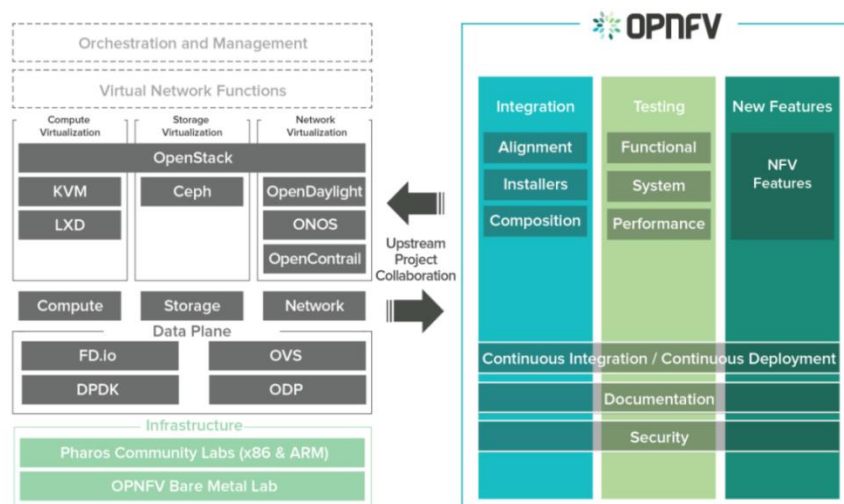 Orchestration and Management
Virtual Network Functions
Compute
Virtualization
Storage
Virtualization
Network
Virtualization
OpenStack
KVM
Ceph
OpenDaylight
LXD
ONOS
OpenContrail
Compute
Storage
Network
Data Plane
FD.io
OVS
DPDK
ODP
Infrastructure
Pharos Community Labs (x86 & ARM)
OPNFV Bare Metal Lab
Upstream
Project
Collaboration
OPNFV
Integration
Testing
New Features
Alignment
Functional
NFV
Features
Installers
System
Composition
Performance
Continuous Integration / Continuous Deployment
Documentation
Security